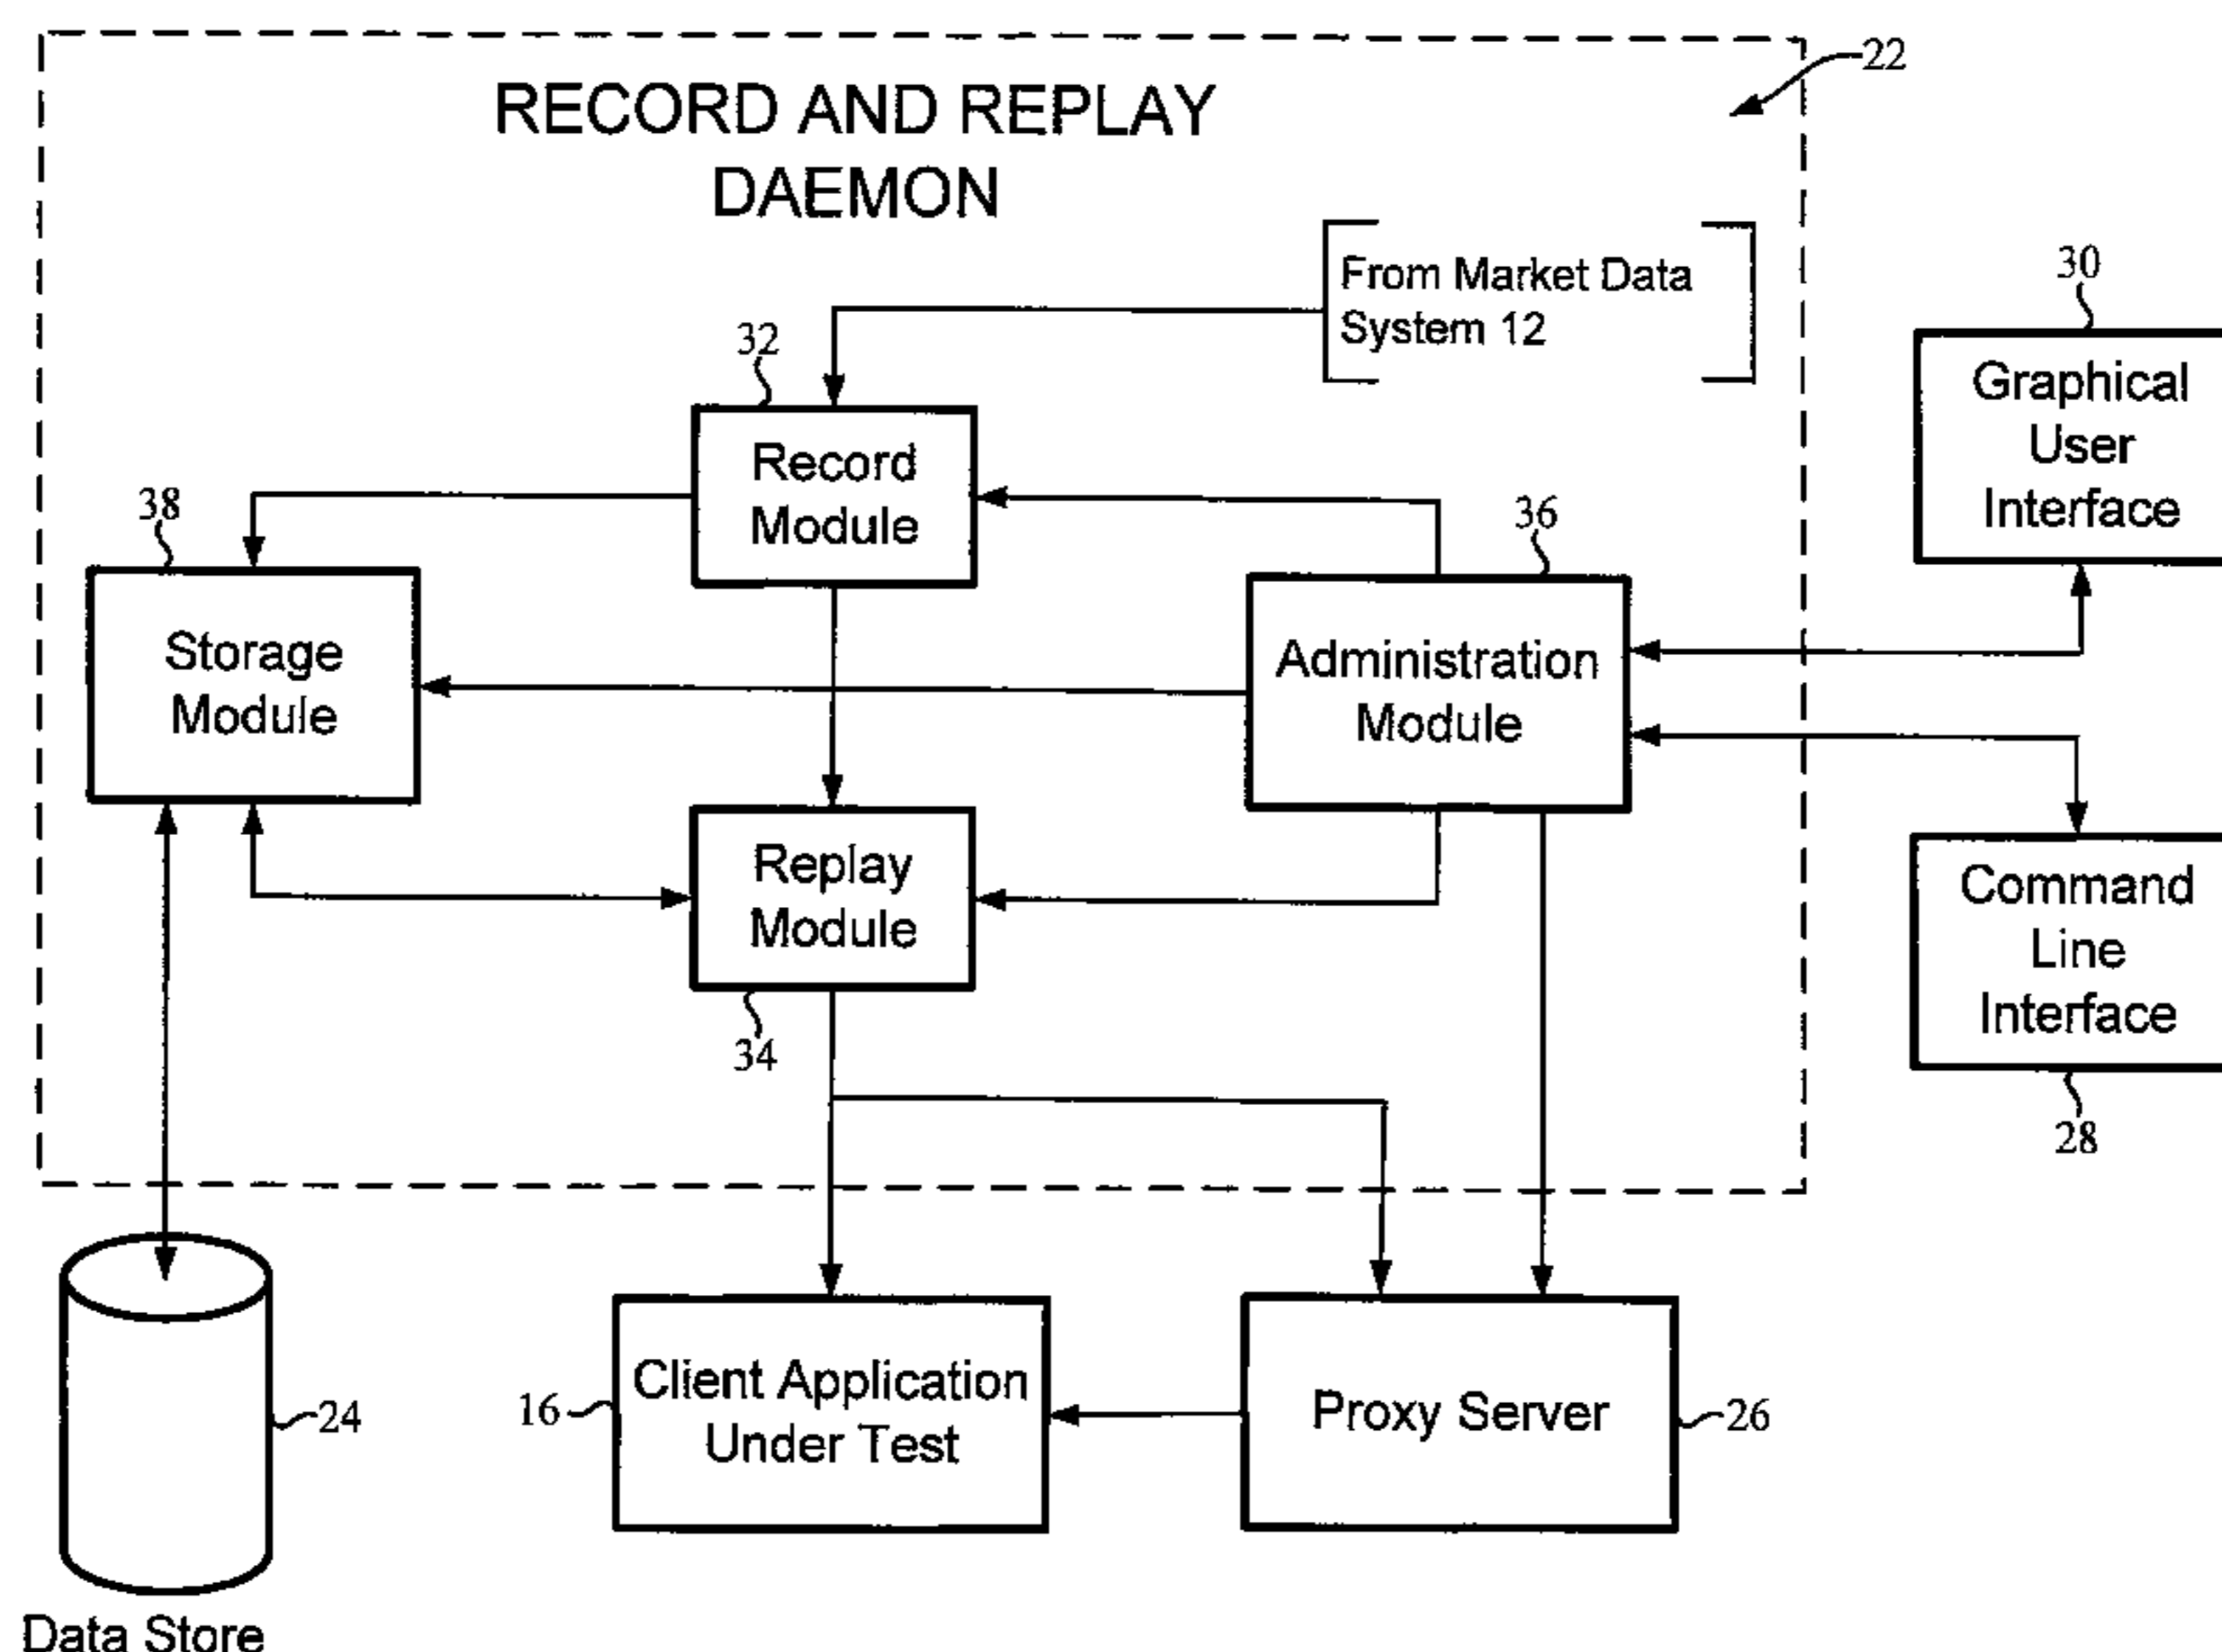 22
RECORD AND REPLAY
DAEMON
From Market Data
System 12
30
Graphical
User
Interface
32
Record
Module
38
36
Storage
Module
Administration
Module
Replay
Module
Command
Line
Interface
34
28
Client Application
Under Test
16
Proxy Server
26
24
Data Store